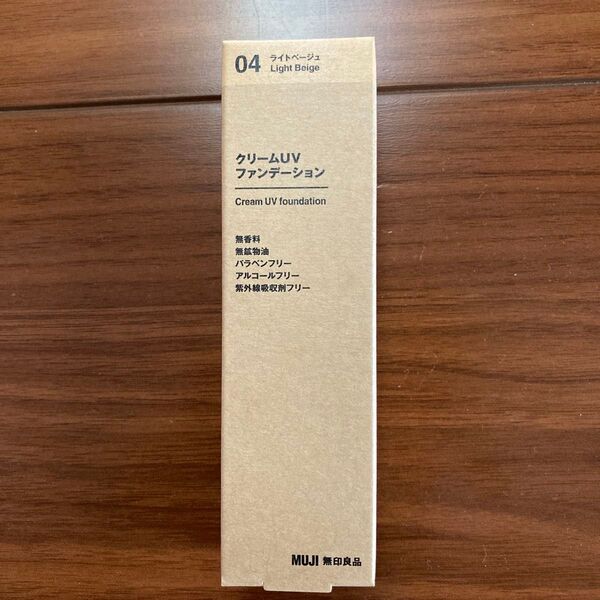 04 ライトベージュ
Light Beige
クリームUV
ファンデーション
Cream UV foundation
無香料
無鉱物油
パラベンフリー
アルコールフリー
紫外線吸収剤フリー
MUJI 無印良品